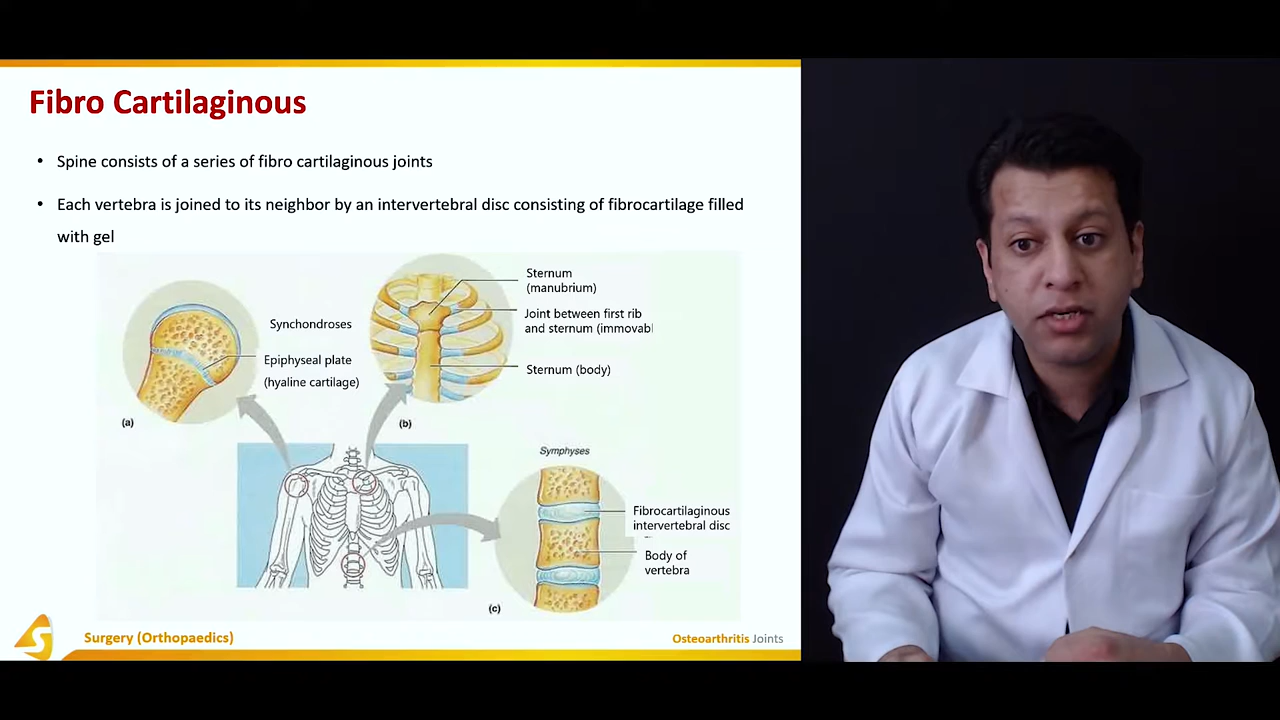 Fibro Cartilaginous
• Spine consists of a series of fibro cartilaginous joints
• Each vertebra is joined to its neighbor by an intervertebral disc consisting of fibrocartilage filled
with gel
Sternum
(manubrium)
Synchondroses
Joint between first rib
and sternum (immovabl
Epiphyseal plate
(hyaline cartilage)
Sternum (body)
(a)
(b)
Symphyses
Fibrocartilaginous
intervertebral disc
Body of
vertebra
(c)
Surgery (Orthopaedics)
Osteoarthritis Joints